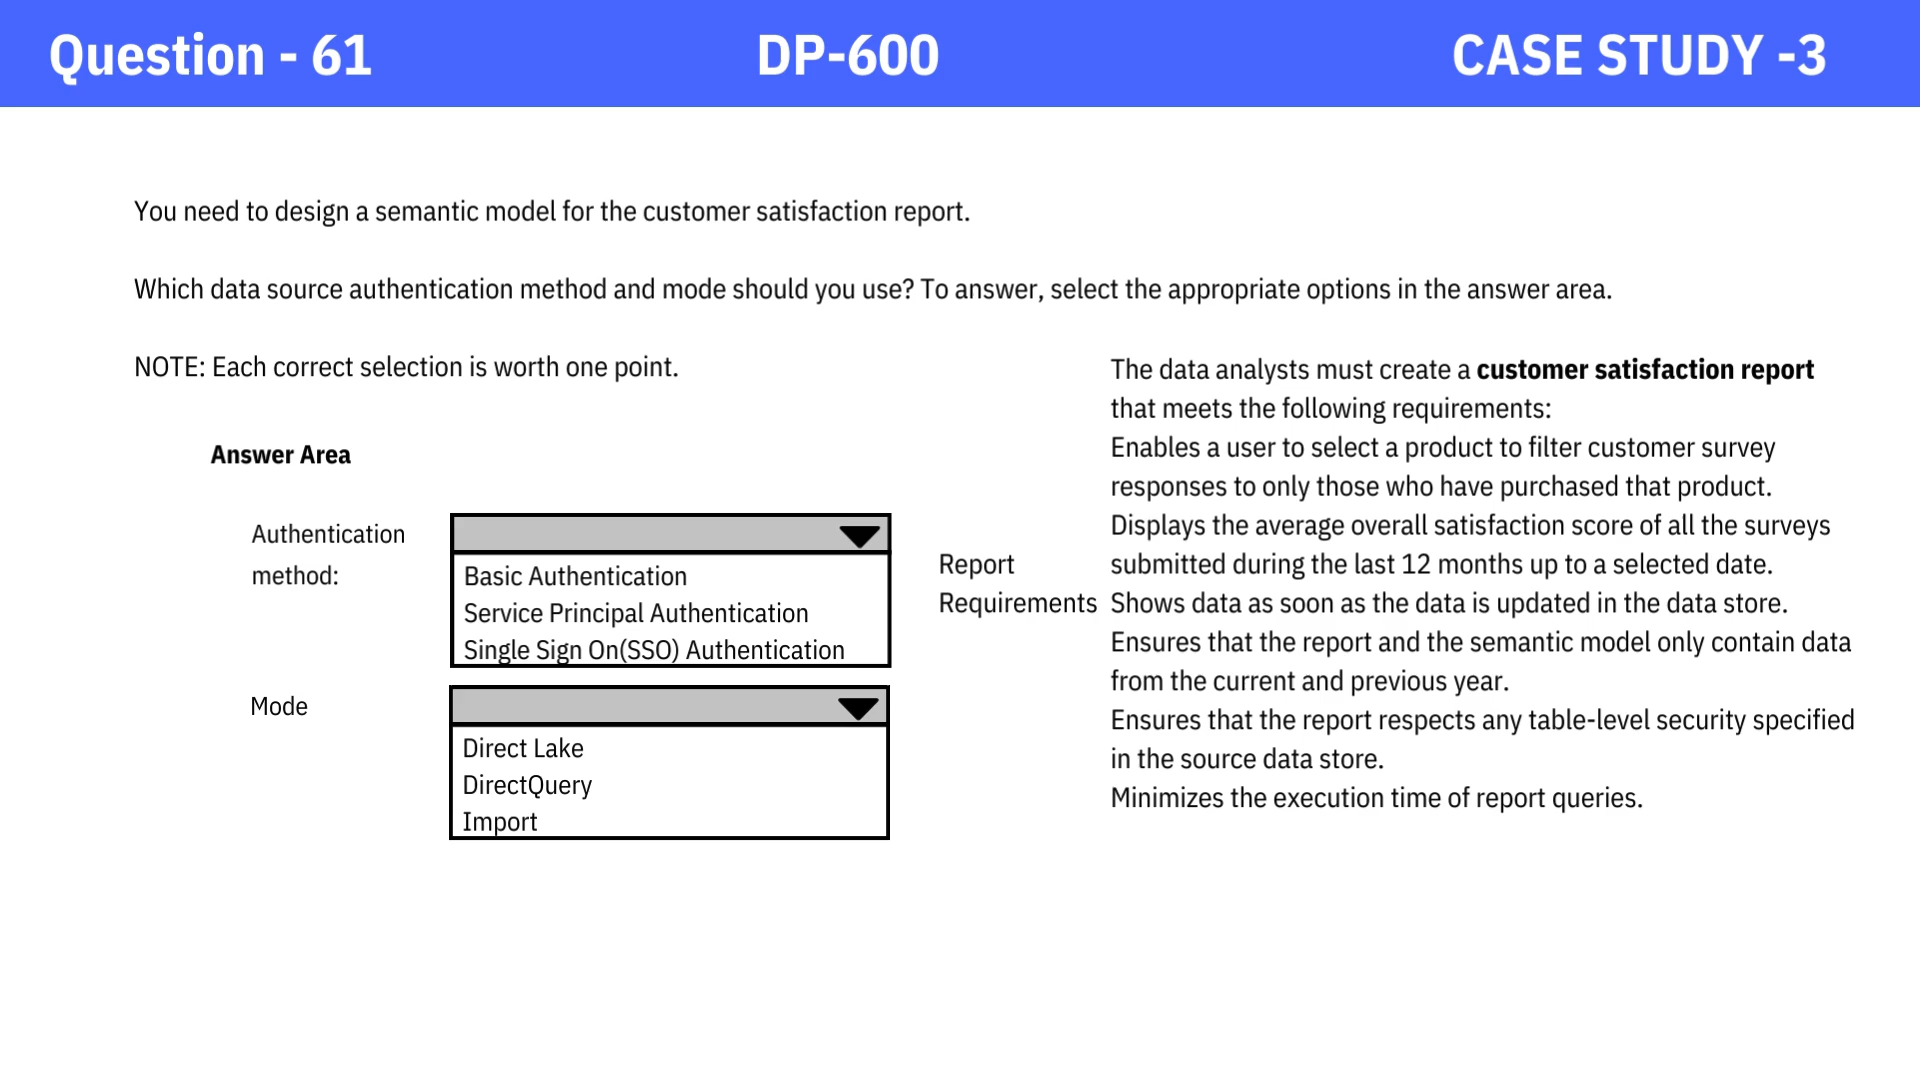 Question - 61
DP-600
CASE STUDY -3
You need to design a semantic model for the customer satisfaction report.
Which data source authentication method and mode should you use? To answer, select the appropriate options in the answer area.
NOTE: Each correct selection is worth one point.
Answer Area
Authentication
method:
Basic Authentication
Service Principal Authentication
Single Sign On(SSO) Authentication
Mode
Direct Lake
DirectQuery
Import
Report
Requirements
The data analysts must create a customer satisfaction report
that meets the following requirements:
Enables a user to select a product to filter customer survey
responses to only those who have purchased that product.
Displays the average overall satisfaction score of all the surveys
submitted during the last 12 months up to a selected date.
Shows data as soon as the data is updated in the data store.
Ensures that the report and the semantic model only contain data
from the current and previous year.
Ensures that the report respects any table-level security specified
in the source data store.
Minimizes the execution time of report queries.